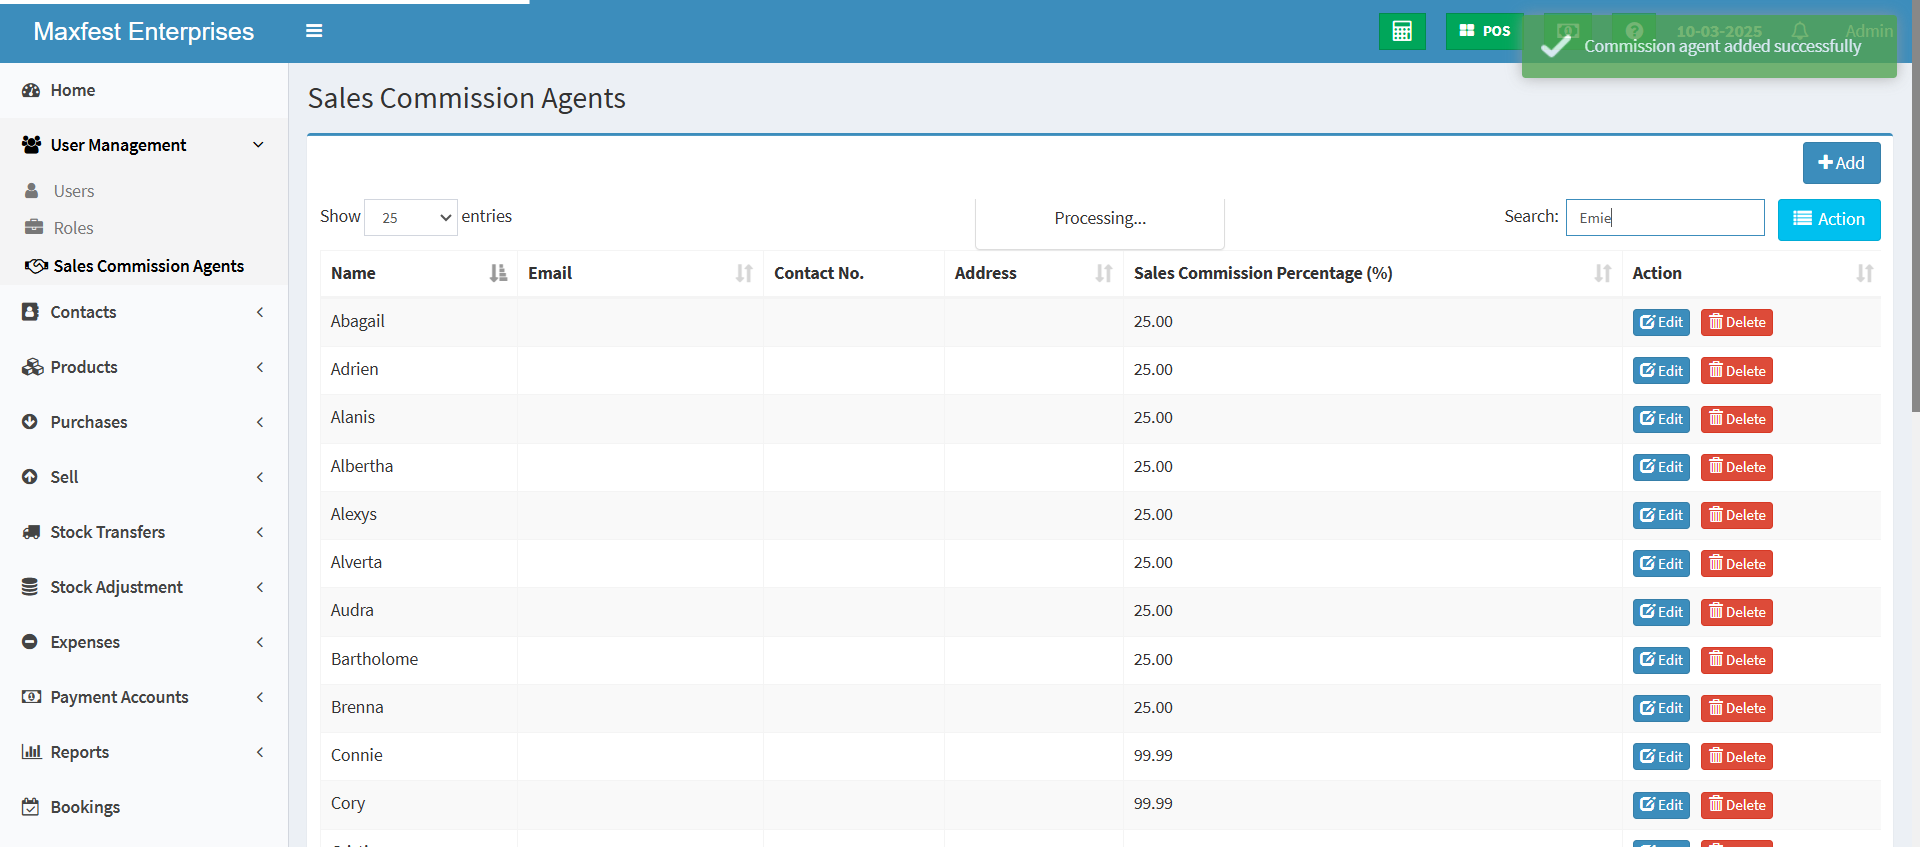 Maxfest Enterprises
POS
10-03-2025
Admin
Commission agent added successfully
Home
User Management
Users
Roles
Sales Commission Agents
Contacts
Products
Purchases
Sell
Stock Transfers
Stock Adjustment
Expenses
Payment Accounts
Reports
Bookings
Sales Commission Agents
Add
Show 25 entries
Processing...
Search: Emie
Action
Name Email Contact No. Address Sales Commission Percentage (%) Action
Abagail 25.00 Edit Delete
Adrien 25.00 Edit Delete
Alanis 25.00 Edit Delete
Albertha 25.00 Edit Delete
Alexys 25.00 Edit Delete
Alverta 25.00 Edit Delete
Audra 25.00 Edit Delete
Bartholome 25.00 Edit Delete
Brenna 25.00 Edit Delete
Connie 99.99 Edit Delete
Cory 99.99 Edit Delete